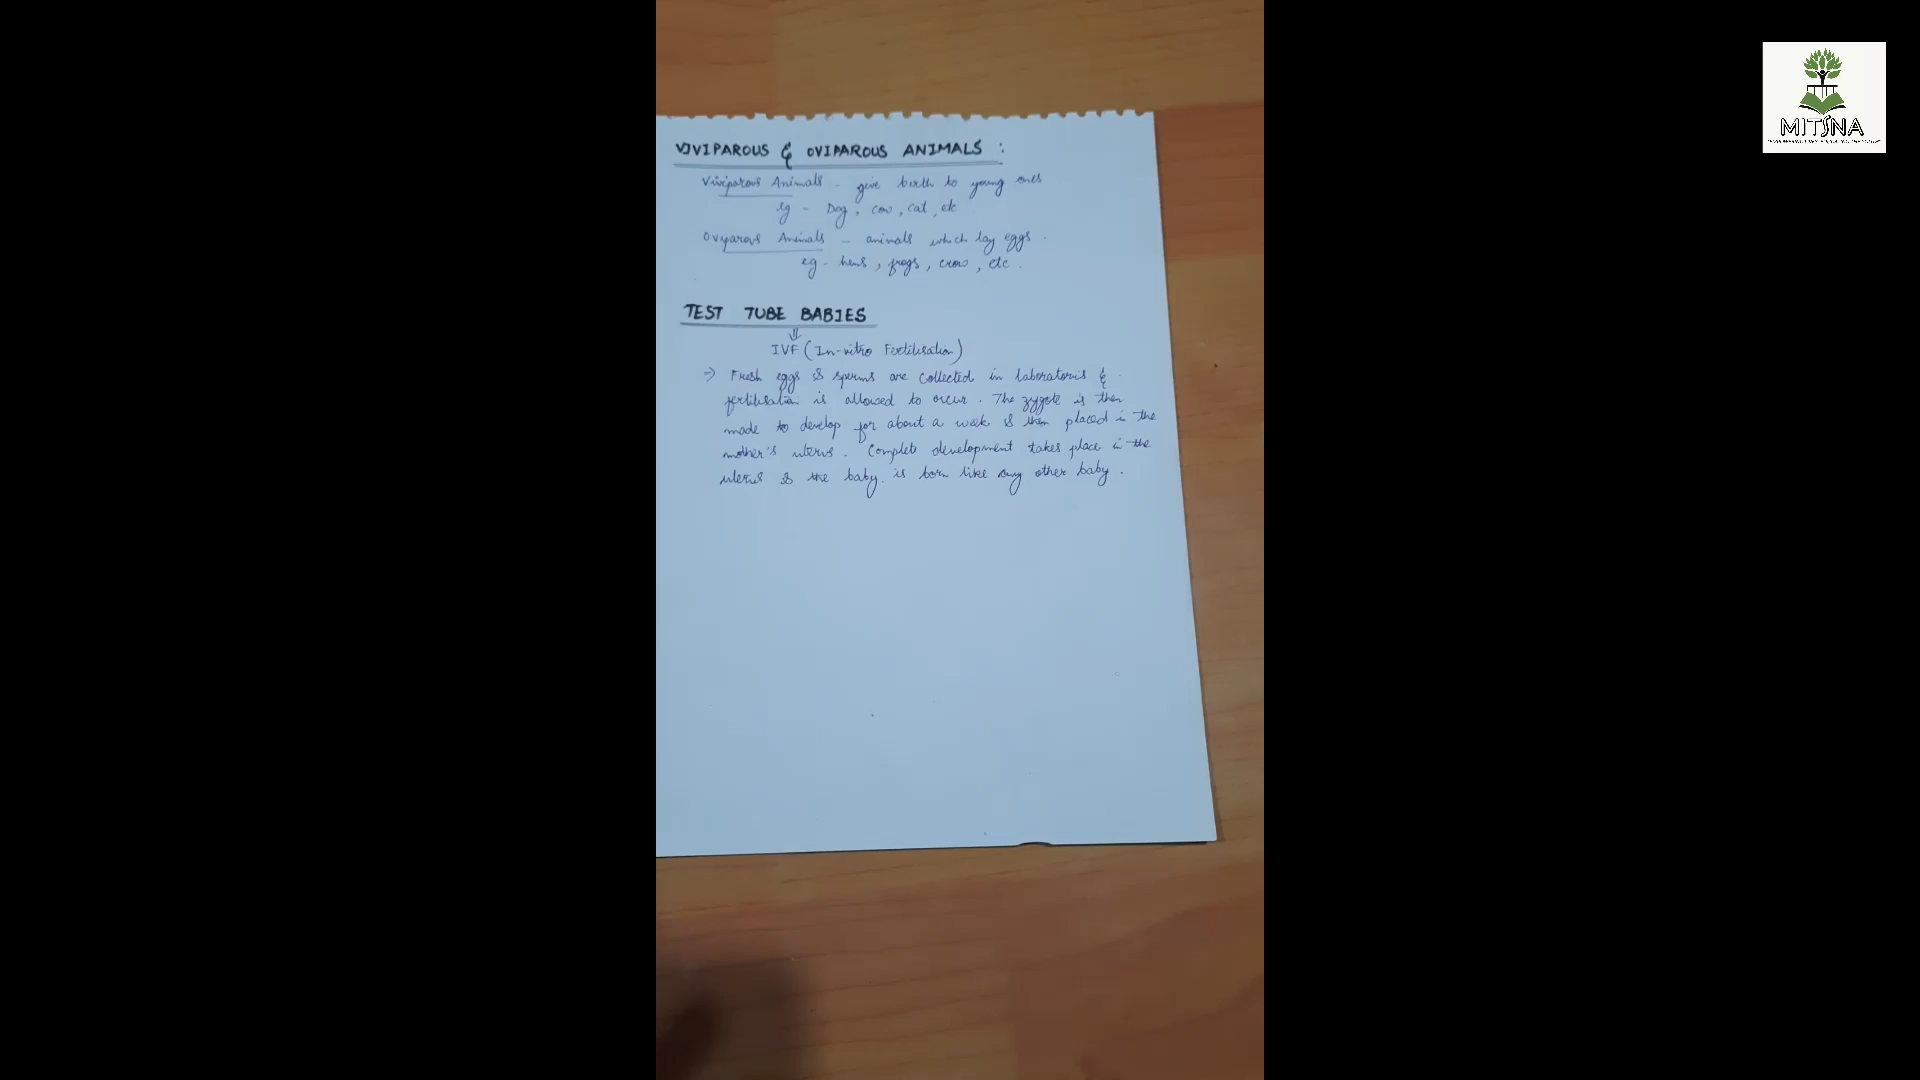 VIVIPAROUS & OVIPAROUS ANIMALS :
Viviparous Animals - give birth to young ones
eg - Dog, cow, cat, etc
Oviparous Animals - animals which lay eggs.
eg - hens, frogs, crow, etc.
TEST TUBE BABIES
⇓
IVF (In-vitro Fertilisation)
→ Fresh eggs & sperms are collected in laboratories &
fertilisation is allowed to occur. The zygote is then
made to develop for about a week & then placed in the
mother's uterus. Complete development takes place in the
uterus & the baby is born like any other baby.
MITSNA